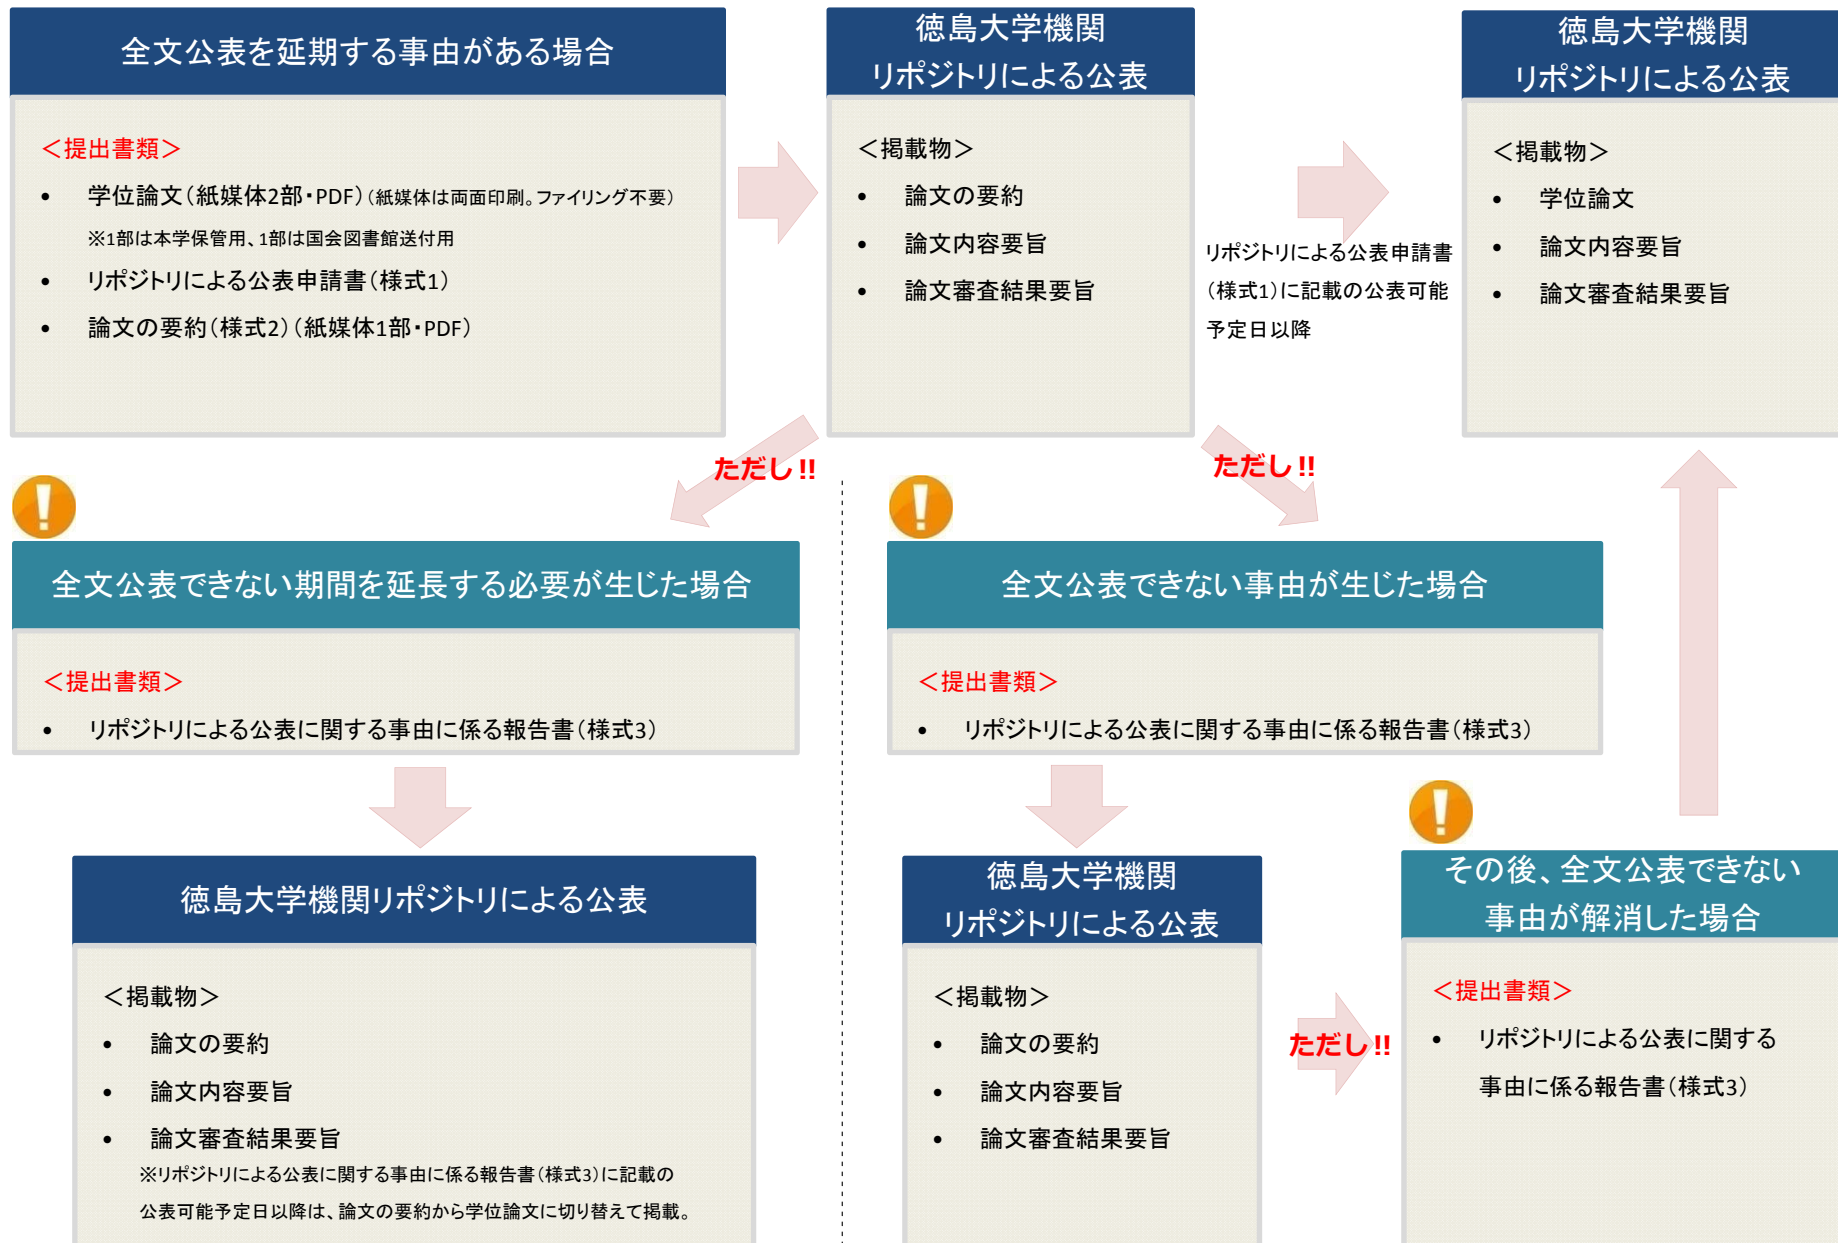 全文公表を延期する事由がある場合
<提出書類>
• 学位論文(紙媒体2部・PDF)(紙媒体は両面印刷。ファイリング不要)
※1部は本学保管用、1部は国会図書館送付用
• リポジトリによる公表申請書(様式1)
• 論文の要約(様式2)(紙媒体1部・PDF)
徳島大学機関
リポジトリによる公表
<掲載物>
• 論文の要約
• 論文内容要旨
• 論文審査結果要旨
リポジトリによる公表申請書
(様式1)に記載の公表可能
予定日以降
徳島大学機関
リポジトリによる公表
<掲載物>
• 学位論文
• 論文内容要旨
• 論文審査結果要旨
ただし!!
全文公表できない期間を延長する必要が生じた場合
<提出書類>
• リポジトリによる公表に関する事由に係る報告書(様式3)
徳島大学機関リポジトリによる公表
<掲載物>
• 論文の要約
• 論文内容要旨
• 論文審査結果要旨
※リポジトリによる公表に関する事由に係る報告書(様式3)に記載の
公表可能予定日以降は、論文の要約から学位論文に切り替えて掲載。
ただし!!
全文公表できない事由が生じた場合
<提出書類>
• リポジトリによる公表に関する事由に係る報告書(様式3)
徳島大学機関
リポジトリによる公表
<掲載物>
• 論文の要約
• 論文内容要旨
• 論文審査結果要旨
ただし!!
その後、全文公表できない
事由が解消した場合
<提出書類>
• リポジトリによる公表に関する
事由に係る報告書(様式3)